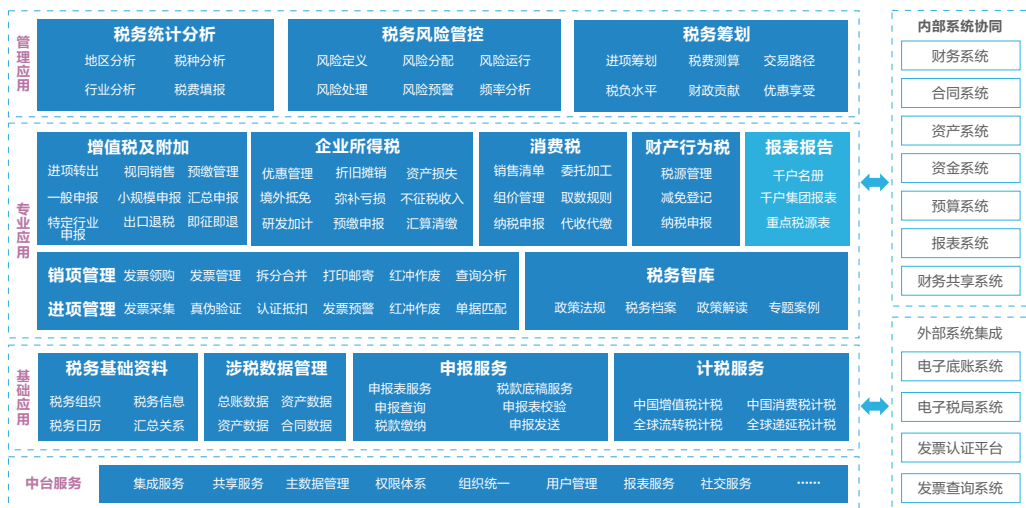 管理应用
税务统计分析
地区分析 税种分析
行业分析 税费填报
税务风险管控
风险定义 风险分配 风险运行
风险处理 风险预警 频率分析
税务筹划
进项筹划 税费测算 交易路径
税负水平 财政贡献 优惠享受
专业应用
增值税及附加
进项转出 视同销售 预缴管理
一般申报 小规模申报 汇总申报
特定行业申报 出口退税 即征即退
企业所得税
优惠管理 折旧摊销 资产损失
境外抵免 弥补亏损 不征税收入
研发加计 预缴申报 汇算清缴
消费税
销售清单 委托加工
组价管理 取数规则
纳税申报 代收代缴
财产行为税
税源管理
减免登记
纳税申报
报表报告
千户名册
千户集团报表
重点税源表
销项管理 发票领购 发票管理 拆分合并 打印邮寄 红冲作废 查询分析
进项管理 发票采集 真伪验证 认证抵扣 发票预警 红冲作废 单据匹配
税务智库
政策法规 税务档案 政策解读 专题案例
基础应用
税务基础资料
税务组织 税务信息
税务日历 汇总关系
涉税数据管理
总账数据 资产数据
资产数据 合同数据
申报服务
申报表服务 税款底稿服务
申报查询 申报表校验
税款缴纳 申报发送
计税服务
中国增值税计税 中国消费税计税
全球流转税计税 全球递延税计税
中台服务
集成服务 共享服务 主数据管理 权限体系 组织统一 用户管理 报表服务 社交服务 ······
内部系统协同
财务系统
合同系统
资产系统
资金系统
预算系统
报表系统
财务共享系统
外部系统集成
电子底账系统
电子税局系统
发票认证平台
发票查询系统